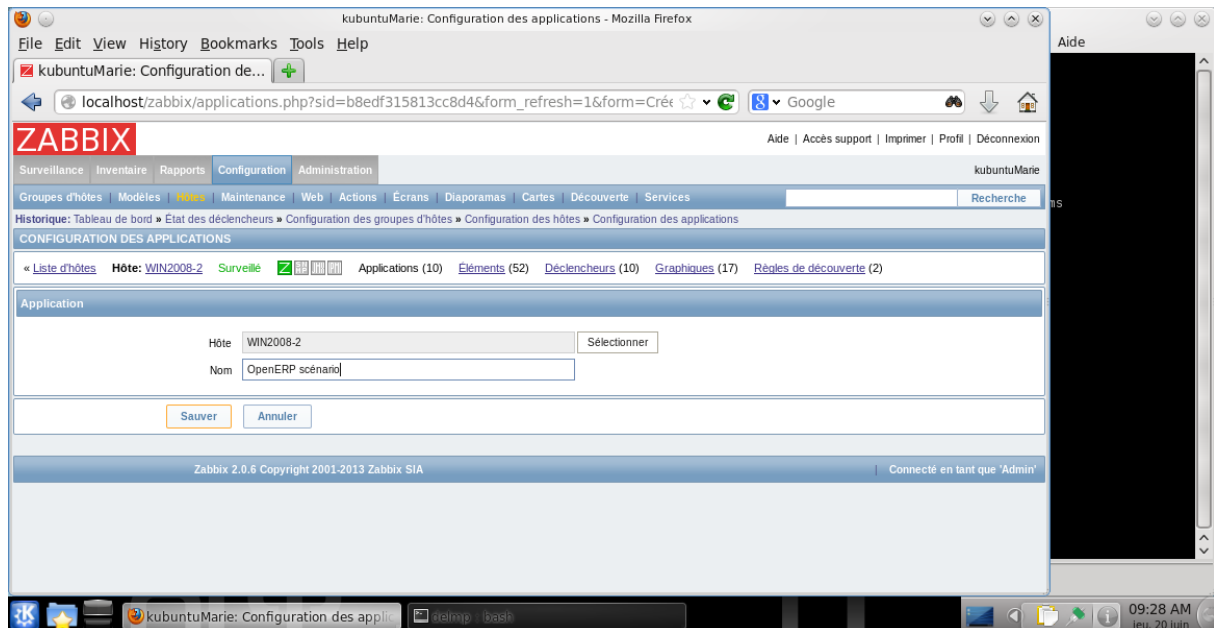 kubuntuMarie: Configuration des applications - Mozilla Firefox
File Edit View History Bookmarks Tools Help
Aide
kubuntuMarie: Configuration de...
localhost/zabbix/applications.php?sid=b8edf315813cc8d4&form_refresh=1&form=Crée
Google
ZABBIX
Aide | Accès support | Imprimer | Profil | Déconnexion
Surveillance Inventaire Rapports Configuration Administration
kubuntuMarie
Groupes d'hôtes | Modèles | Hôtes | Maintenance | Web | Actions | Écrans | Diaporamas | Cartes | Découverte | Services
Recherche
ms
Historique: Tableau de bord » État des déclencheurs » Configuration des groupes d'hôtes » Configuration des hôtes » Configuration des applications
CONFIGURATION DES APPLICATIONS
« Liste d'hôtes Hôte: WIN2008-2 Surveillé Applications (10) Éléments (52) Déclencheurs (10) Graphiques (17) Règles de découverte (2)
Application
Hôte WIN2008-2 Sélectionner
Nom OpenERP scénario
Sauver Annuler
Zabbix 2.0.6 Copyright 2001-2013 Zabbix SIA
| Connecté en tant que 'Admin'
kubuntuMarie: Configuration des applic
delmp : bash
09:28 AM
jeu. 20 juin